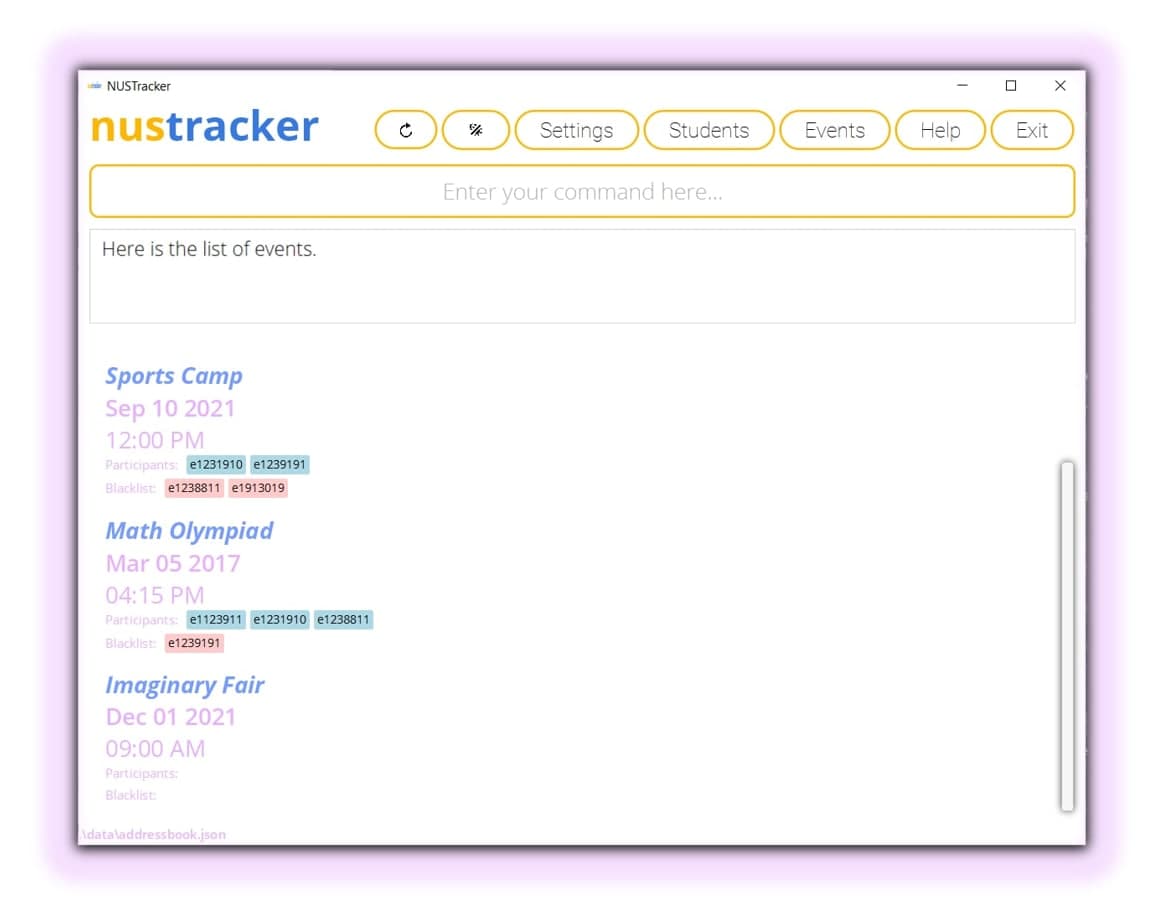 NUSTracker
nustracker Settings Students Events Help Exit
Enter your command here...
Here is the list of events.
Sports Camp
Sep 10 2021
12:00 PM
Participants: e1231910 e1239191
Blacklist: e1238811 e1913019
Math Olympiad
Mar 05 2017
04:15 PM
Participants: e1123911 e1231910 e1238811
Blacklist: e1239191
Imaginary Fair
Dec 01 2021
09:00 AM
Participants:
Blacklist:
\data\addressbook.json